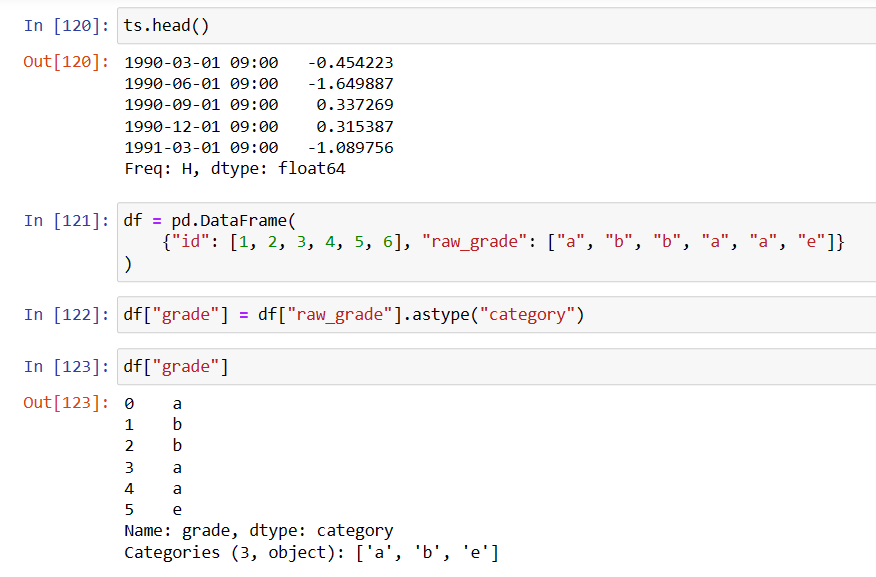 In [120]: ts.head()
Out[120]: 1990-03-01 09:00   -0.454223
1990-06-01 09:00   -1.649887
1990-09-01 09:00    0.337269
1990-12-01 09:00    0.315387
1991-03-01 09:00   -1.089756
Freq: H, dtype: float64
In [121]: df = pd.DataFrame(
    {"id": [1, 2, 3, 4, 5, 6], "raw_grade": ["a", "b", "b", "a", "a", "e"]}
)
In [122]: df["grade"] = df["raw_grade"].astype("category")
In [123]: df["grade"]
Out[123]: 0    a
1    b
2    b
3    a
4    a
5    e
Name: grade, dtype: category
Categories (3, object): ['a', 'b', 'e']